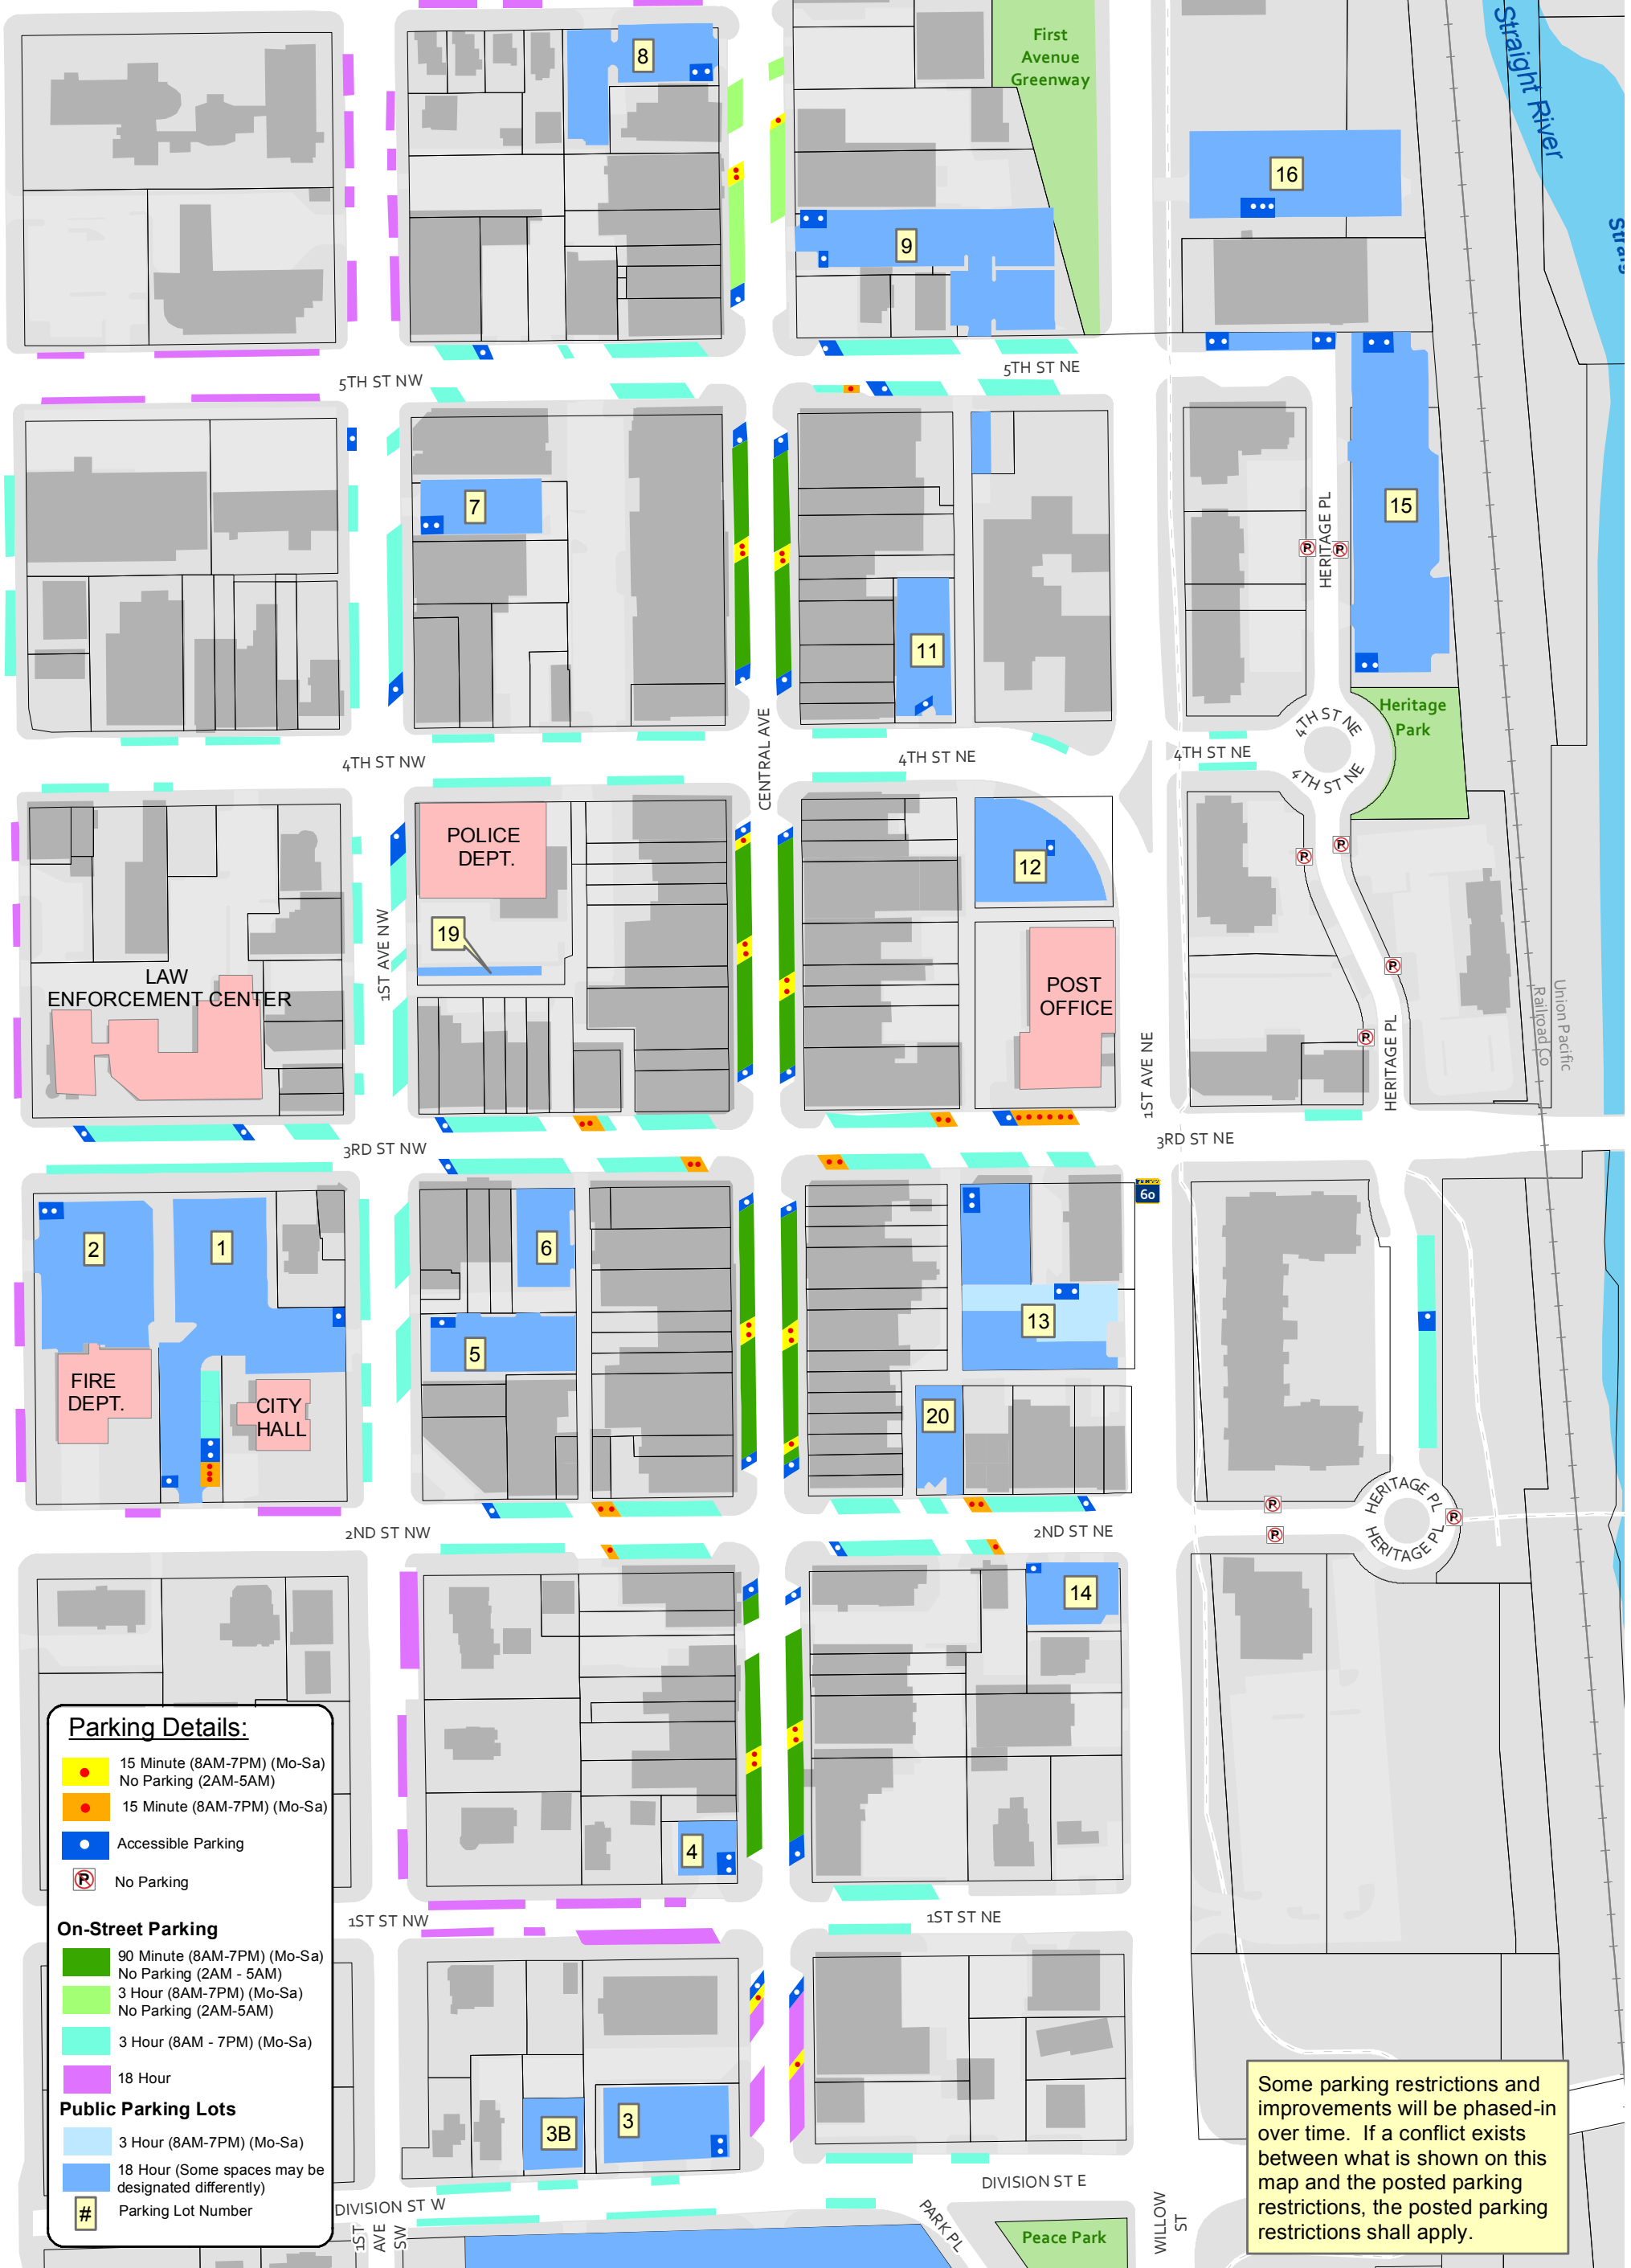 8
First
Avenue
Greenway
Straight River
16
9
5TH ST NW
5TH ST NE
7
15
HERITAGE PL
11
Heritage
Park
CENTRAL AVE
4TH ST NW
4TH ST NE
4TH ST NE
4TH ST NE
4TH ST NE
POLICE
DEPT.
12
19
1ST AVE NW
LAW
ENFORCEMENT CENTER
POST
OFFICE
Union Pacific
Railroad Co
HERITAGE PL
1ST AVE NE
3RD ST NW
3RD ST NE
60
2
1
6
13
5
FIRE
DEPT.
CITY
HALL
20
HERITAGE PL
HERITAGE PL
2ND ST NW
2ND ST NE
14
4
1ST ST NW
1ST ST NE
3B
3
DIVISION ST W
DIVISION ST E
1ST
AVE
SW
PARK PL
Peace Park
WILLOW
ST
Parking Details:
15 Minute (8AM-7PM) (Mo-Sa)
No Parking (2AM-5AM)
15 Minute (8AM-7PM) (Mo-Sa)
Accessible Parking
P
No Parking
On-Street Parking
90 Minute (8AM-7PM) (Mo-Sa)
No Parking (2AM - 5AM)
3 Hour (8AM-7PM) (Mo-Sa)
No Parking (2AM-5AM)
3 Hour (8AM - 7PM) (Mo-Sa)
18 Hour
Public Parking Lots
3 Hour (8AM-7PM) (Mo-Sa)
18 Hour (Some spaces may be
designated differently)
#
Parking Lot Number
Some parking restrictions and
improvements will be phased-in
over time. If a conflict exists
between what is shown on this
map and the posted parking
restrictions, the posted parking
restrictions shall apply.